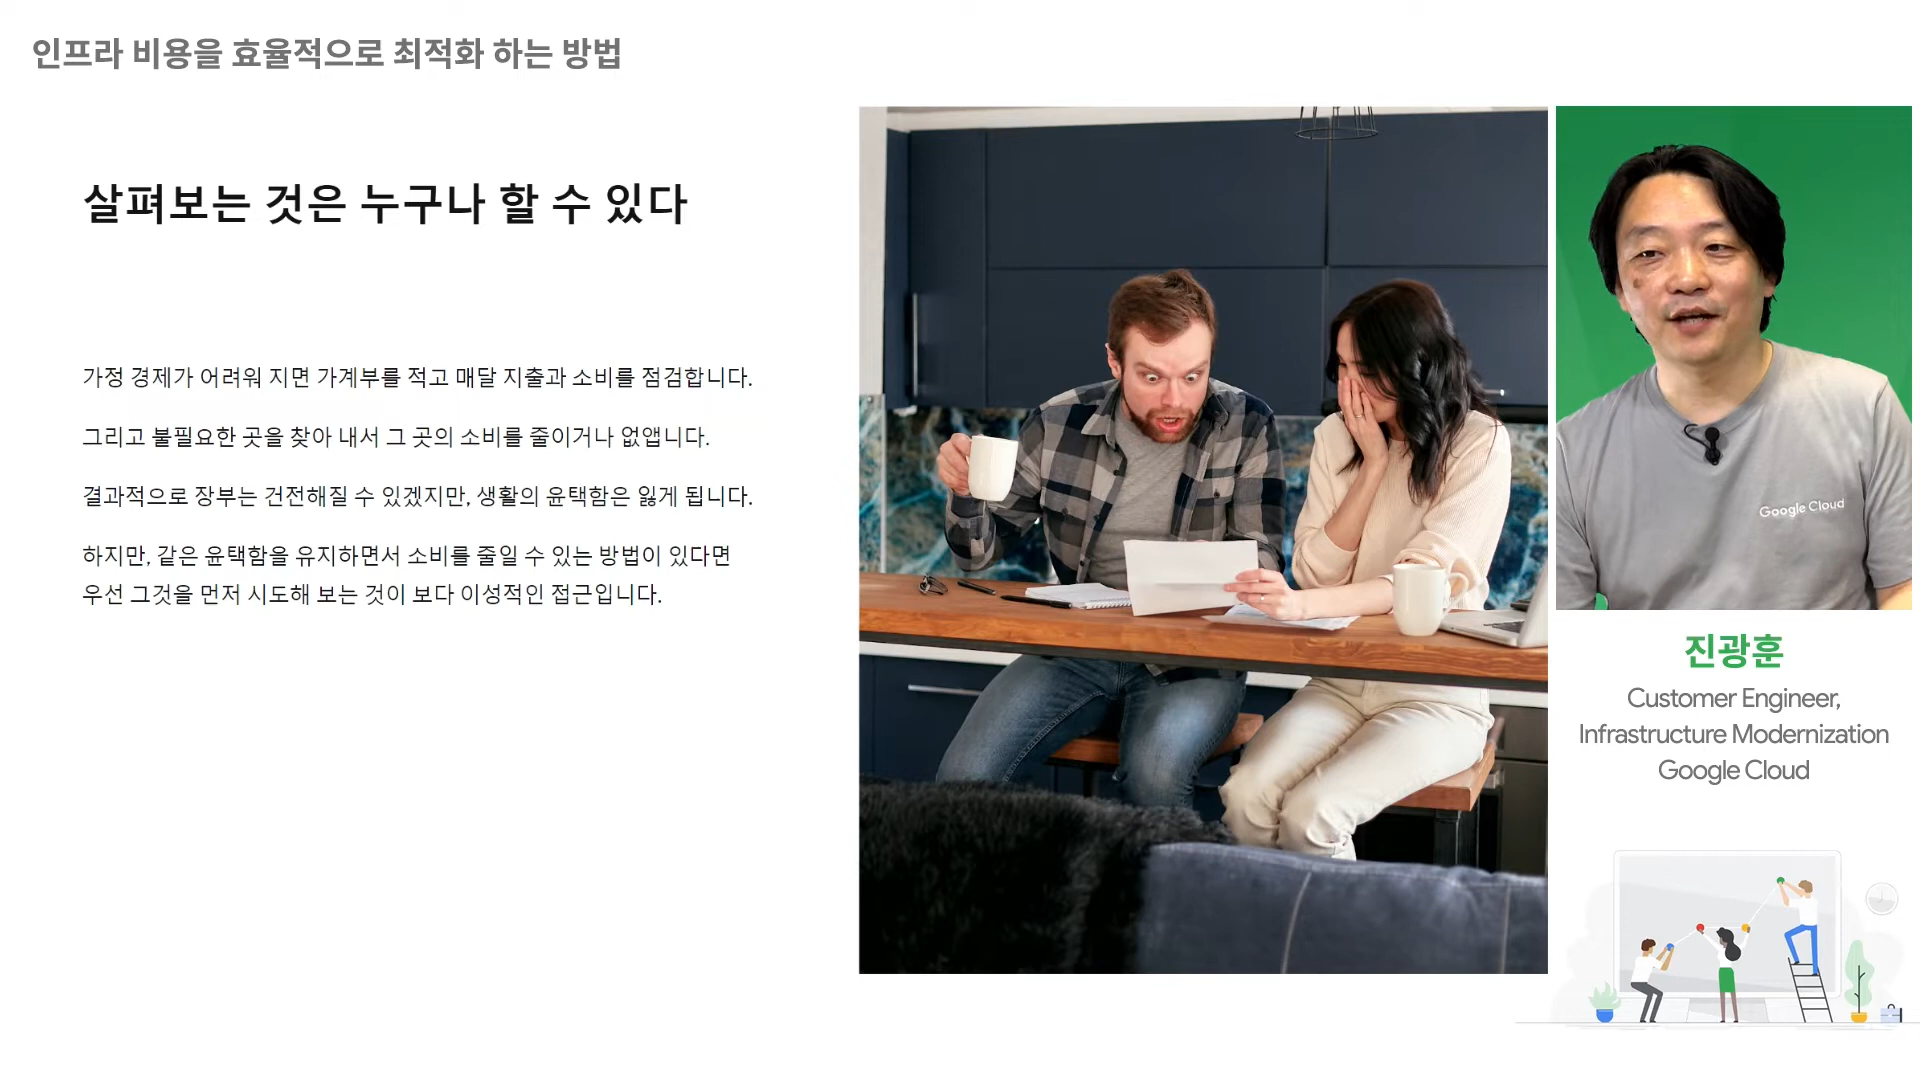 인프라 비용을 효율적으로 최적화 하는 방법
살펴보는 것은 누구나 할 수 있다
가정 경제가 어려워 지면 가계부를 적고 매달 지출과 소비를 점검합니다.
그리고 불필요한 곳을 찾아 내서 그 곳의 소비를 줄이거나 없앱니다.
결과적으로 장부는 건전해질 수 있겠지만, 생활의 윤택함은 잃게 됩니다.
하지만, 같은 윤택함을 유지하면서 소비를 줄일 수 있는 방법이 있다면
우선 그것을 먼저 시도해 보는 것이 보다 이성적인 접근입니다.
Google Cloud
진광훈
Customer Engineer,
Infrastructure Modernization
Google Cloud